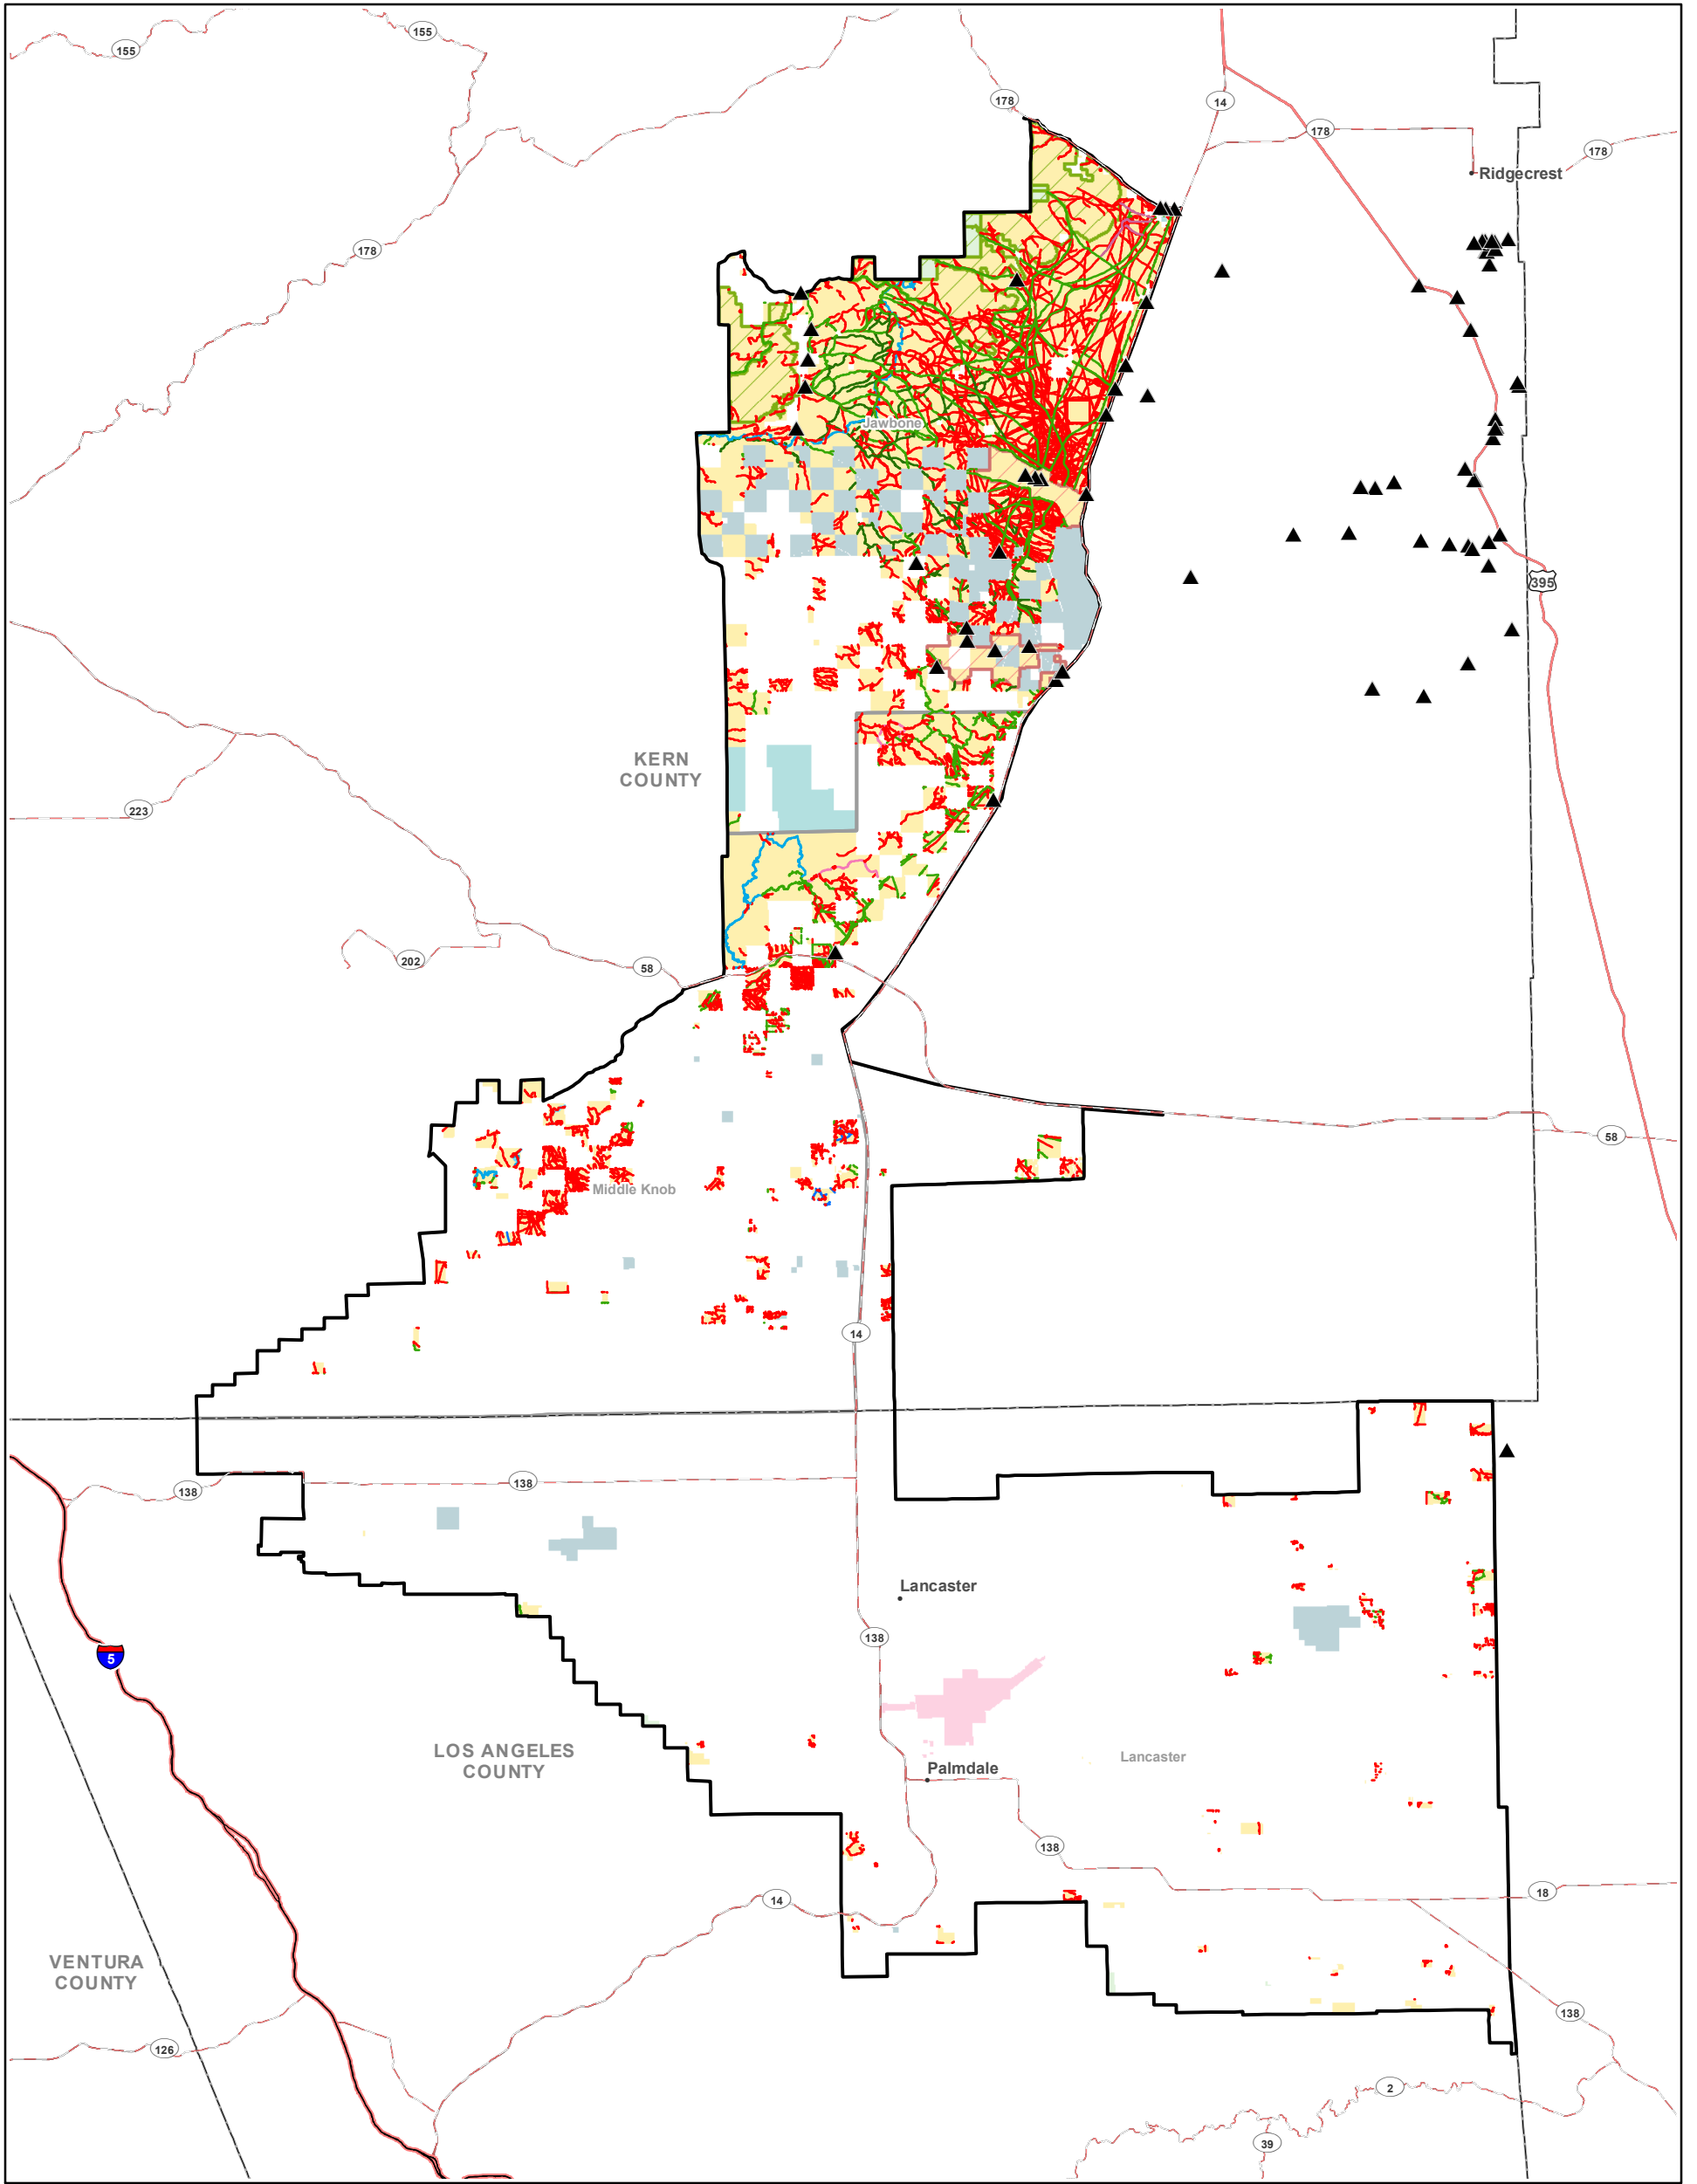 155
155
178
14
178
178
Ridgecrest
178
Jawbone
395
KERN
COUNTY
223
202
58
58
Middle Knob
14
138
138
Lancaster
138
5
LOS ANGELES
COUNTY
Lancaster
Palmdale
138
14
18
VENTURA
COUNTY
138
126
2
39